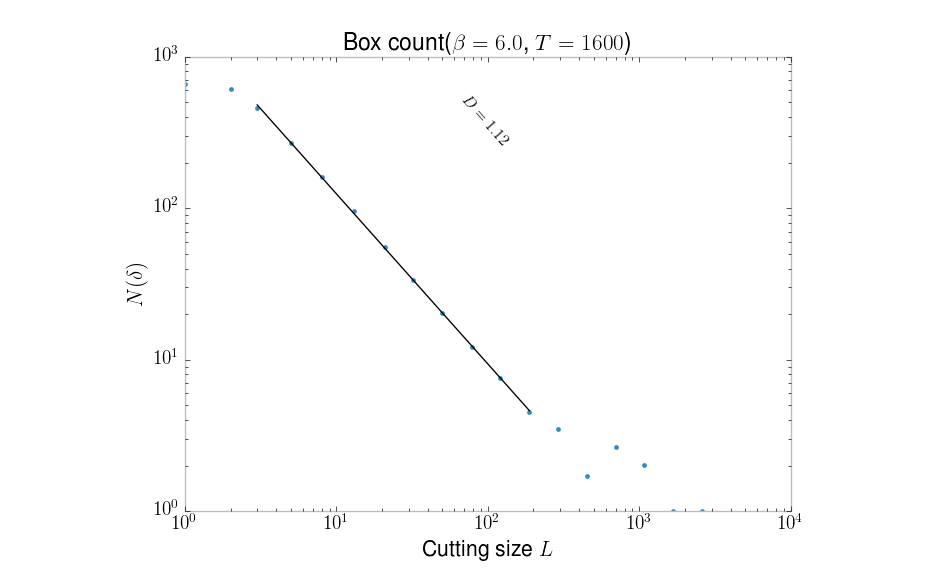 Box count(β = 6.0, T = 1600)
10³
D = 1.12
10²
N(δ)
10¹
10⁰
10⁰ 10¹ 10² 10³ 10⁴
Cutting size L